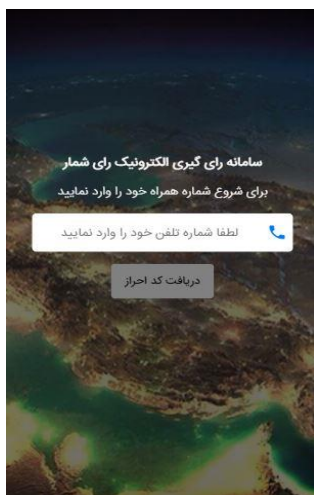 سامانه رای گیری الکترونیک رای شمار
برای شروع شماره همراه خود را وارد نمایید
لطفا شماره تلفن خود را وارد نمایید
دریافت کد احراز